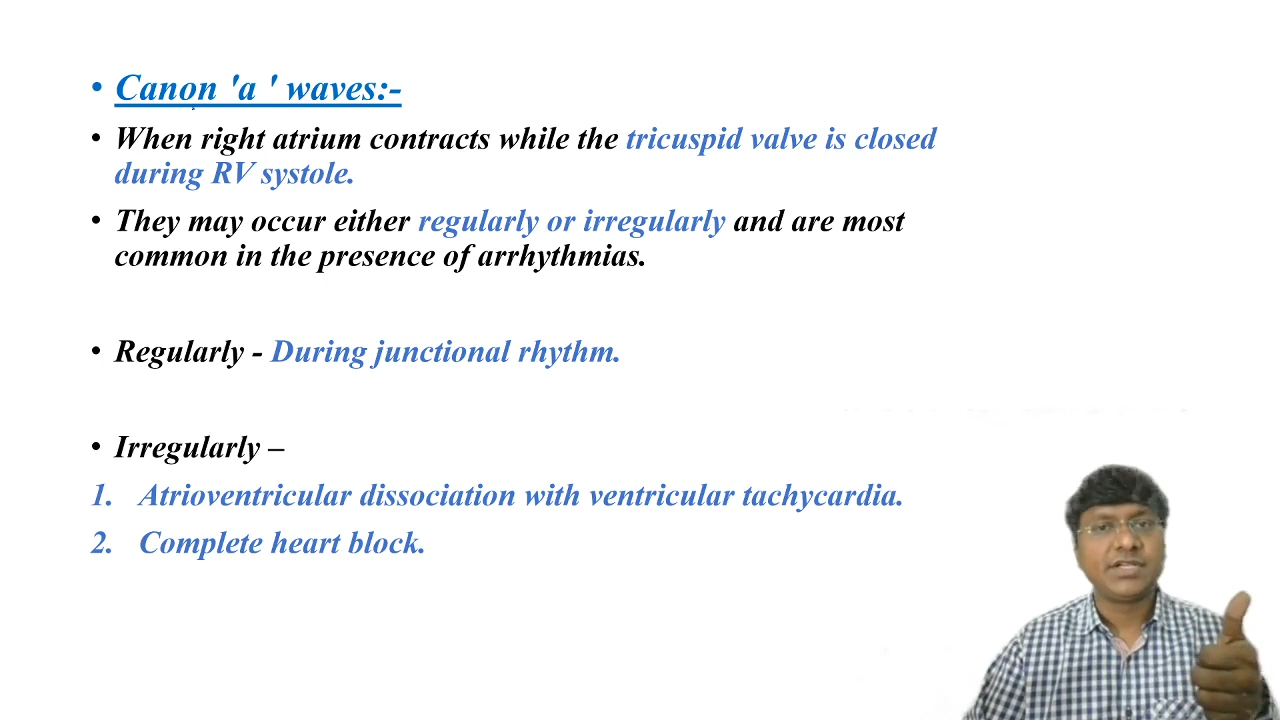 • Canon 'a ' waves:-
• When right atrium contracts while the tricuspid valve is closed
during RV systole.
• They may occur either regularly or irregularly and are most
common in the presence of arrhythmias.
• Regularly - During junctional rhythm.
• Irregularly –
1. Atrioventricular dissociation with ventricular tachycardia.
2. Complete heart block.